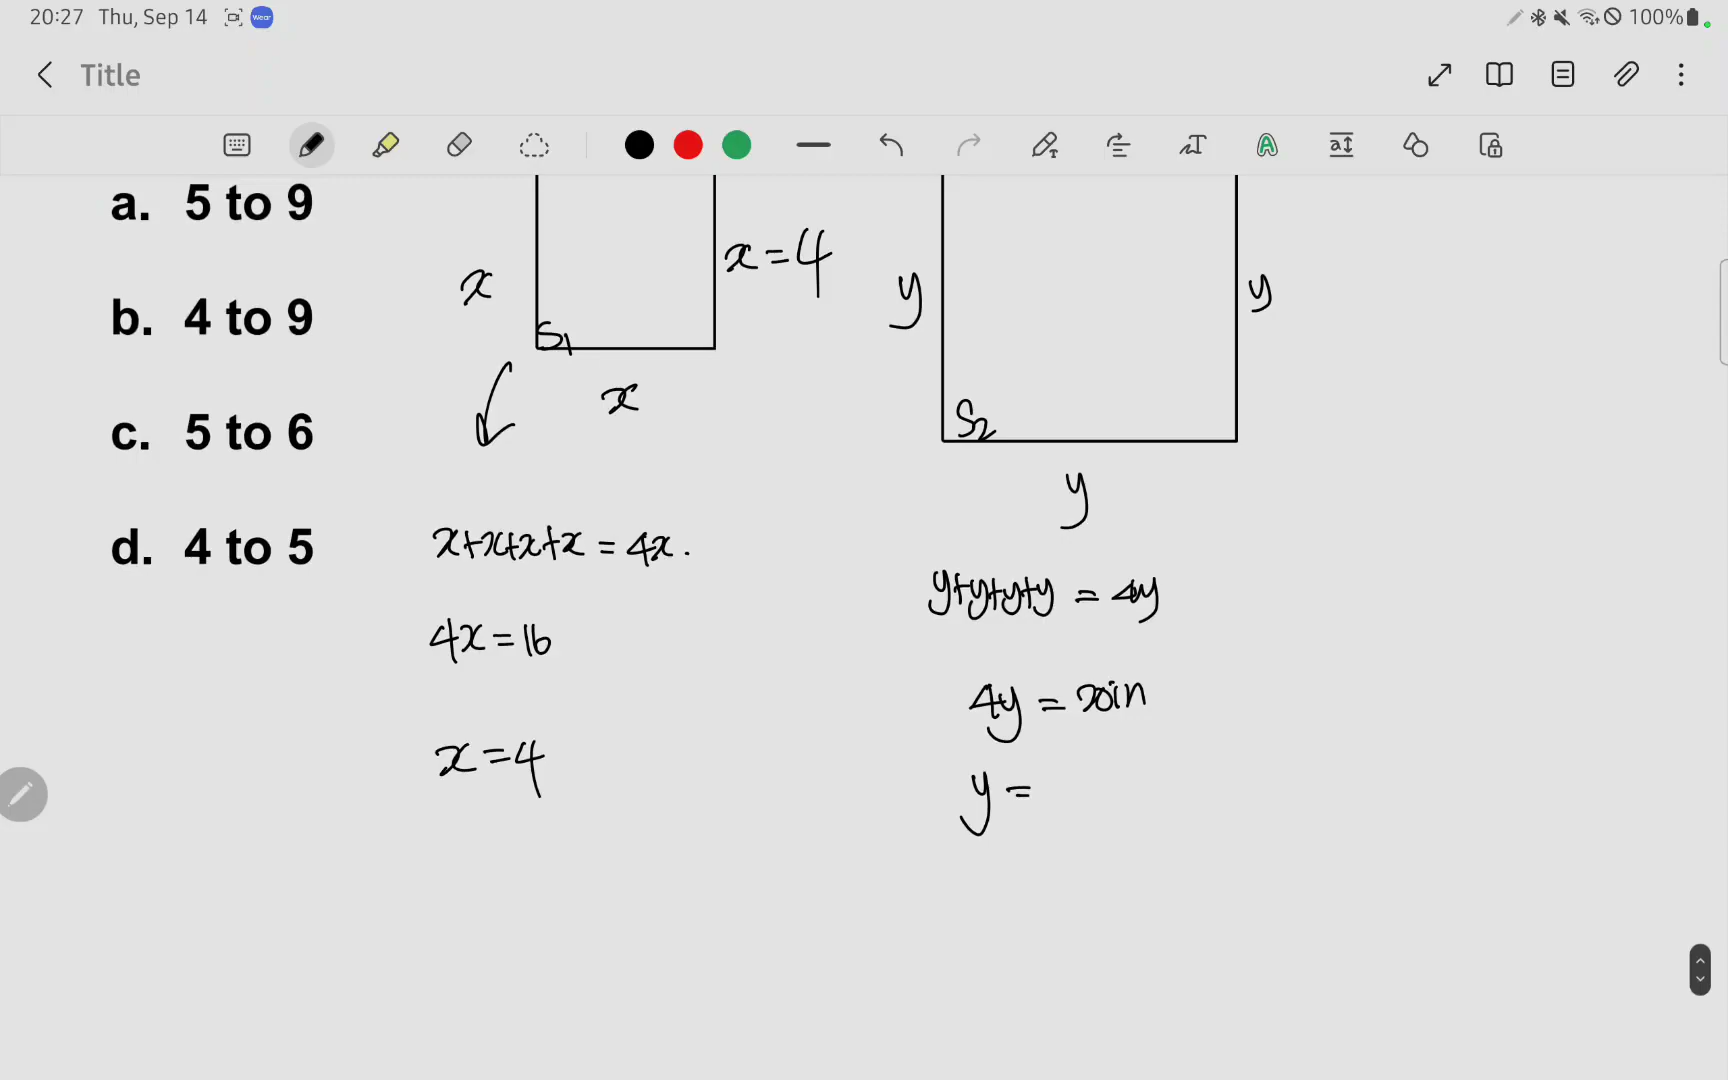 20:27 Thu, Sep 14 Wear 100%
Title
a. 5 to 9
b. 4 to 9
c. 5 to 6
d. 4 to 5
x
x=4
S1
x
y
y
S2
y
x+x+x+x = 4x.
4x = 16
x = 4
y+y+y+y = 4y
4y = 20in
y =